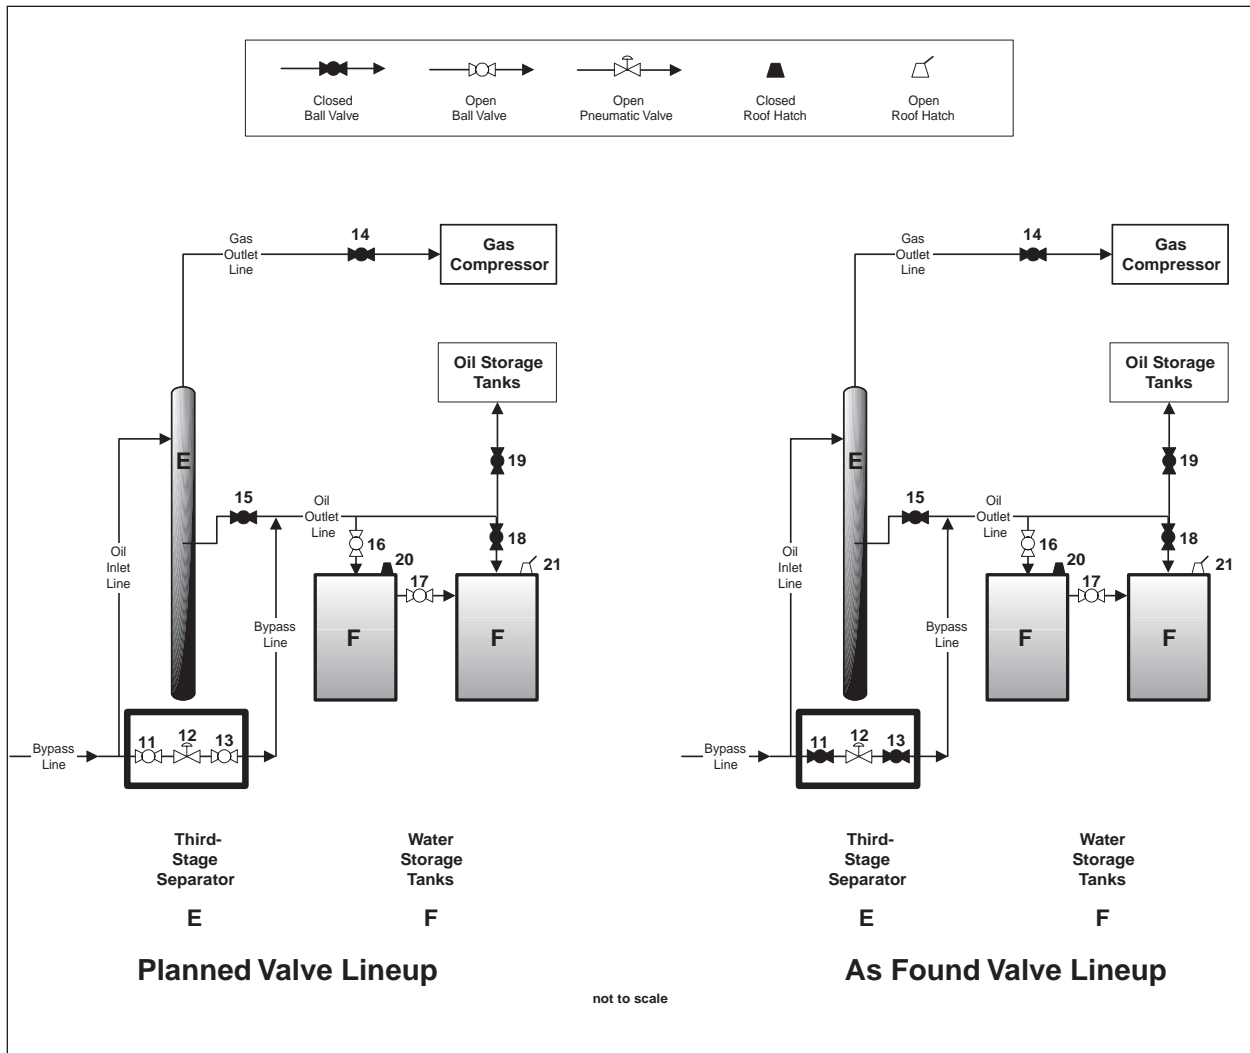 Closed
Ball Valve
Open
Ball Valve
Open
Pneumatic Valve
Closed
Roof Hatch
Open
Roof Hatch
Gas
Outlet
Line
14
Gas
Compressor
Oil Storage
Tanks
E
19
15
Oil
Outlet
Line
16
18
20
17
21
Oil
Inlet
Line
F
F
Bypass
Line
Bypass
Line
11
12
13
Third-
Stage
Separator
E
Water
Storage
Tanks
F
Planned Valve Lineup
Gas
Outlet
Line
14
Gas
Compressor
Oil Storage
Tanks
E
19
15
Oil
Outlet
Line
16
18
20
17
21
Oil
Inlet
Line
F
F
Bypass
Line
Bypass
Line
11
12
13
Third-
Stage
Separator
E
Water
Storage
Tanks
F
As Found Valve Lineup
not to scale